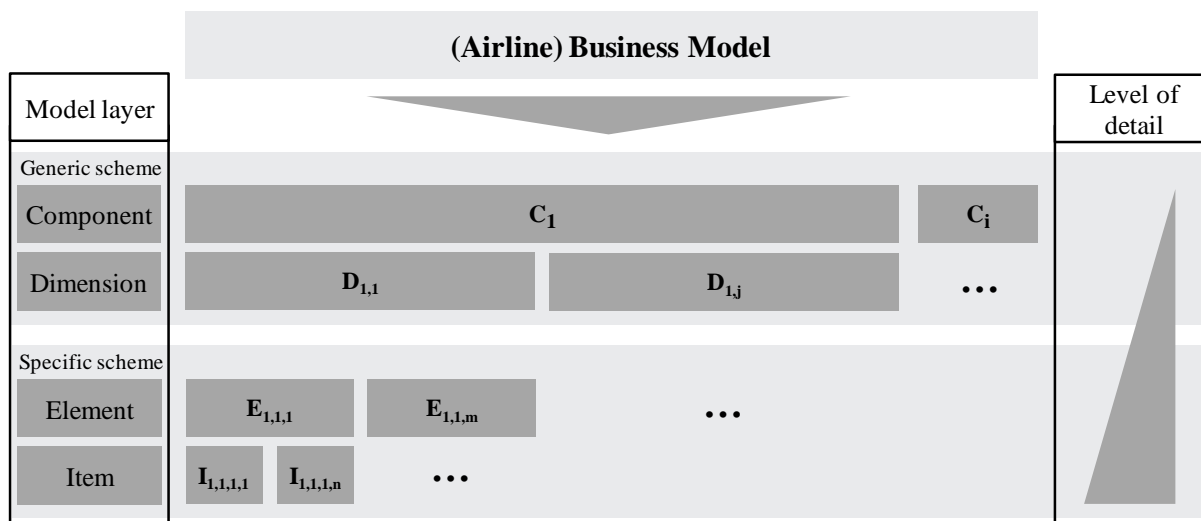 (Airline) Business Model
Model layer
Level of
detail
Generic scheme
Component
C1
Ci
Dimension
D1,1
D1,j
...
Specific scheme
Element
E1,1,1
E1,1,m
...
Item
I1,1,1,1
I1,1,1,n
...